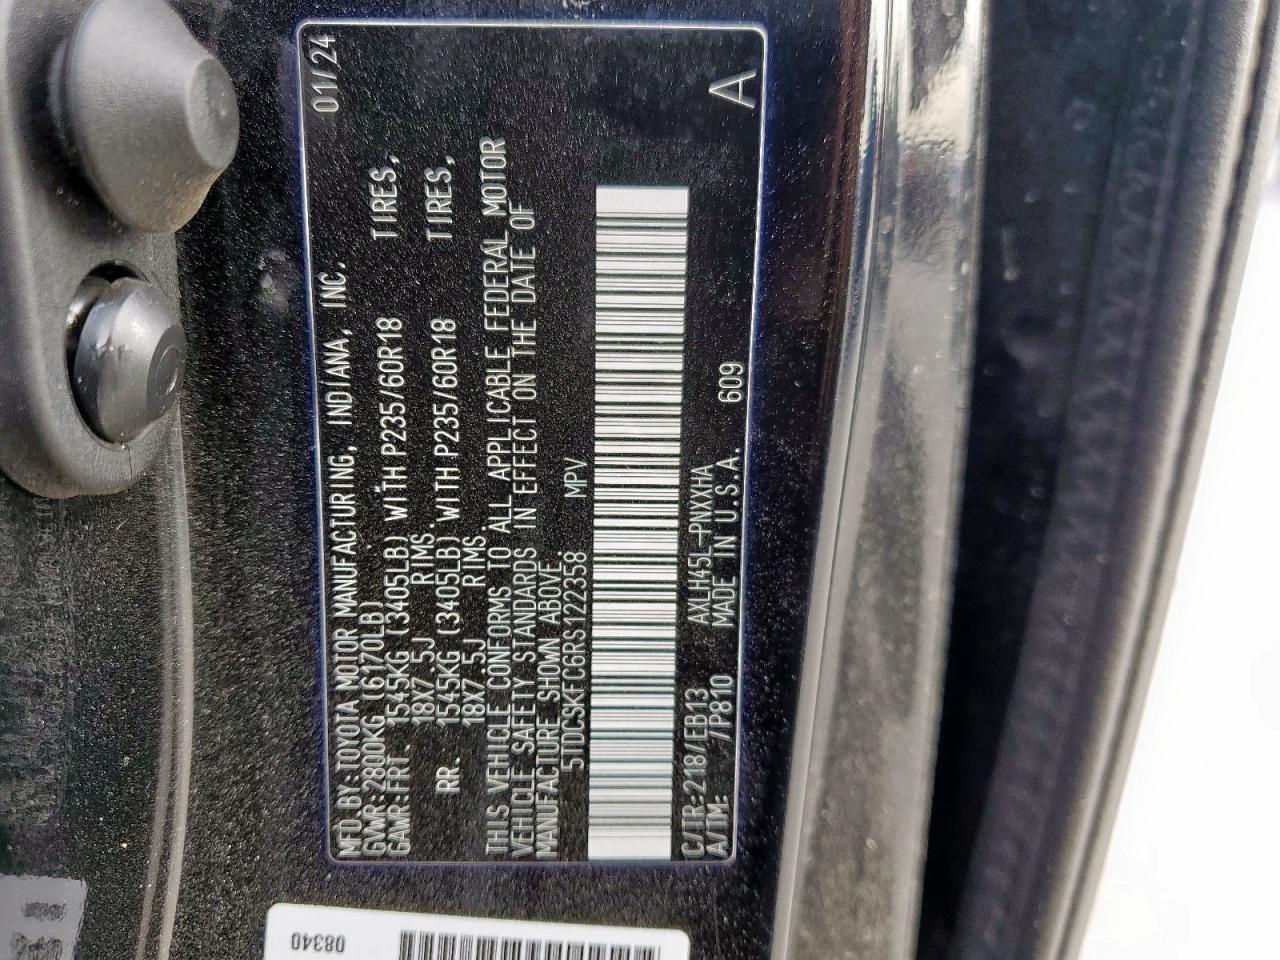 MFD.BY:TOYOTA MOTOR MANUFACTURING, INDIANA, INC. 01/24
GVWR:2800KG(6170LB)
GAWR:FRT. 1545KG (3405LB) WITH P235/60R18 TIRES,
18X7.5J RIMS.
RR. 1545KG (3405LB) WITH P235/60R18 TIRES,
18X7.5J RIMS.
THIS VEHICLE CONFORMS TO ALL APPLICABLE FEDERAL MOTOR
VEHICLE SAFETY STANDARDS IN EFFECT ON THE DATE OF
MANUFACTURE SHOWN ABOVE.
5TDCSKFC6RS122358 MPV
C/TR:218/EB13 AXLH45L-PNXXHA
A/TM: /P810 MADE IN U.S.A. 609 A
08340